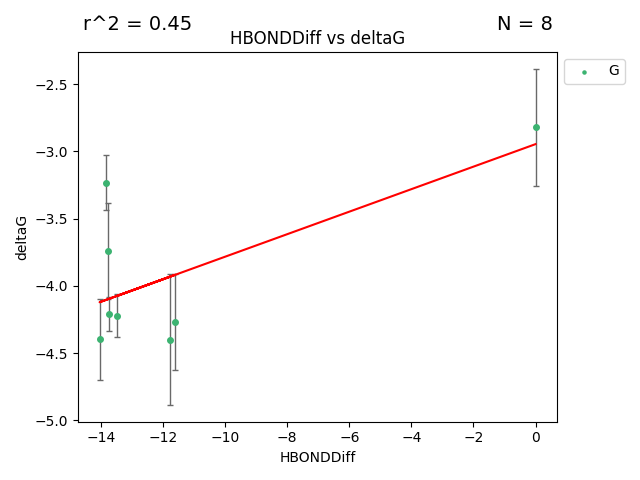 r^2 = 0.45
N = 8
HBONDDiff vs deltaG
G
−2.5
−3.0
−3.5
−4.0
−4.5
−5.0
deltaG
−14
−12
−10
−8
−6
−4
−2
0
HBONDDiff